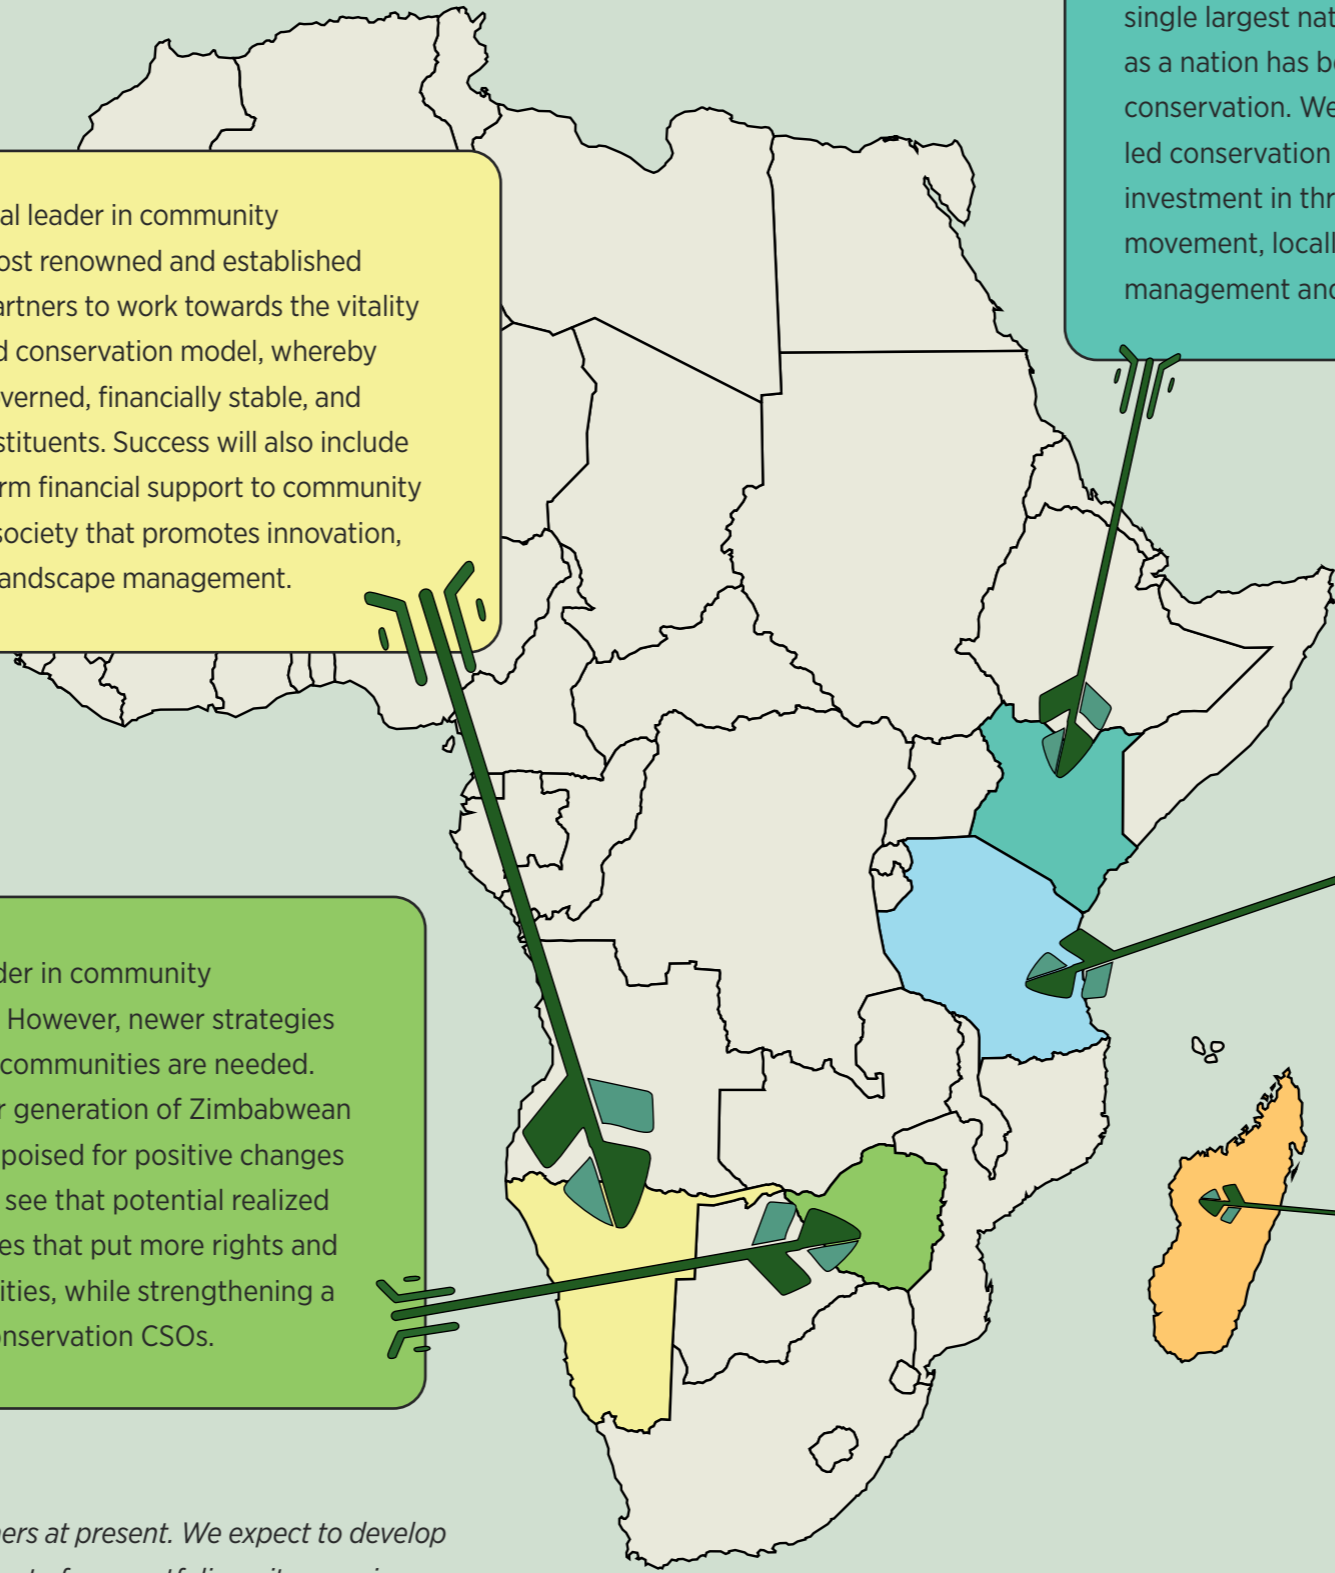 al leader in community
ost renowned and established
artners to work towards the vitality
d conservation model, whereby
verned, financially stable, and
stituents. Success will also include
rm financial support to community
society that promotes innovation,
landscape management.
single largest nat
as a nation has be
conservation. We
led conservation
investment in thr
movement, locall
management and
der in community
However, newer strategies
communities are needed.
r generation of Zimbabwean
poised for positive changes
see that potential realized
es that put more rights and
ities, while strengthening a
onservation CSOs.
ners at present. We expect to develop